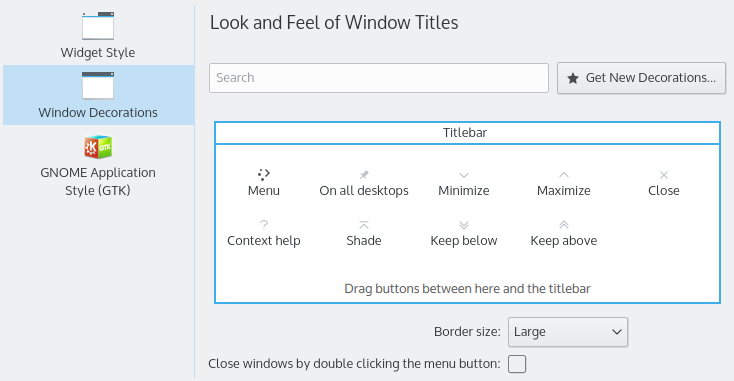 Look and Feel of Window Titles
Widget Style
Window Decorations
GNOME Application
Style (GTK)
Search
Get New Decorations...
Titlebar
Menu
On all desktops
Minimize
Maximize
Close
?
Context help
Shade
Keep below
Keep above
Drag buttons between here and the titlebar
Border size:
Large
Close windows by double clicking the menu button: